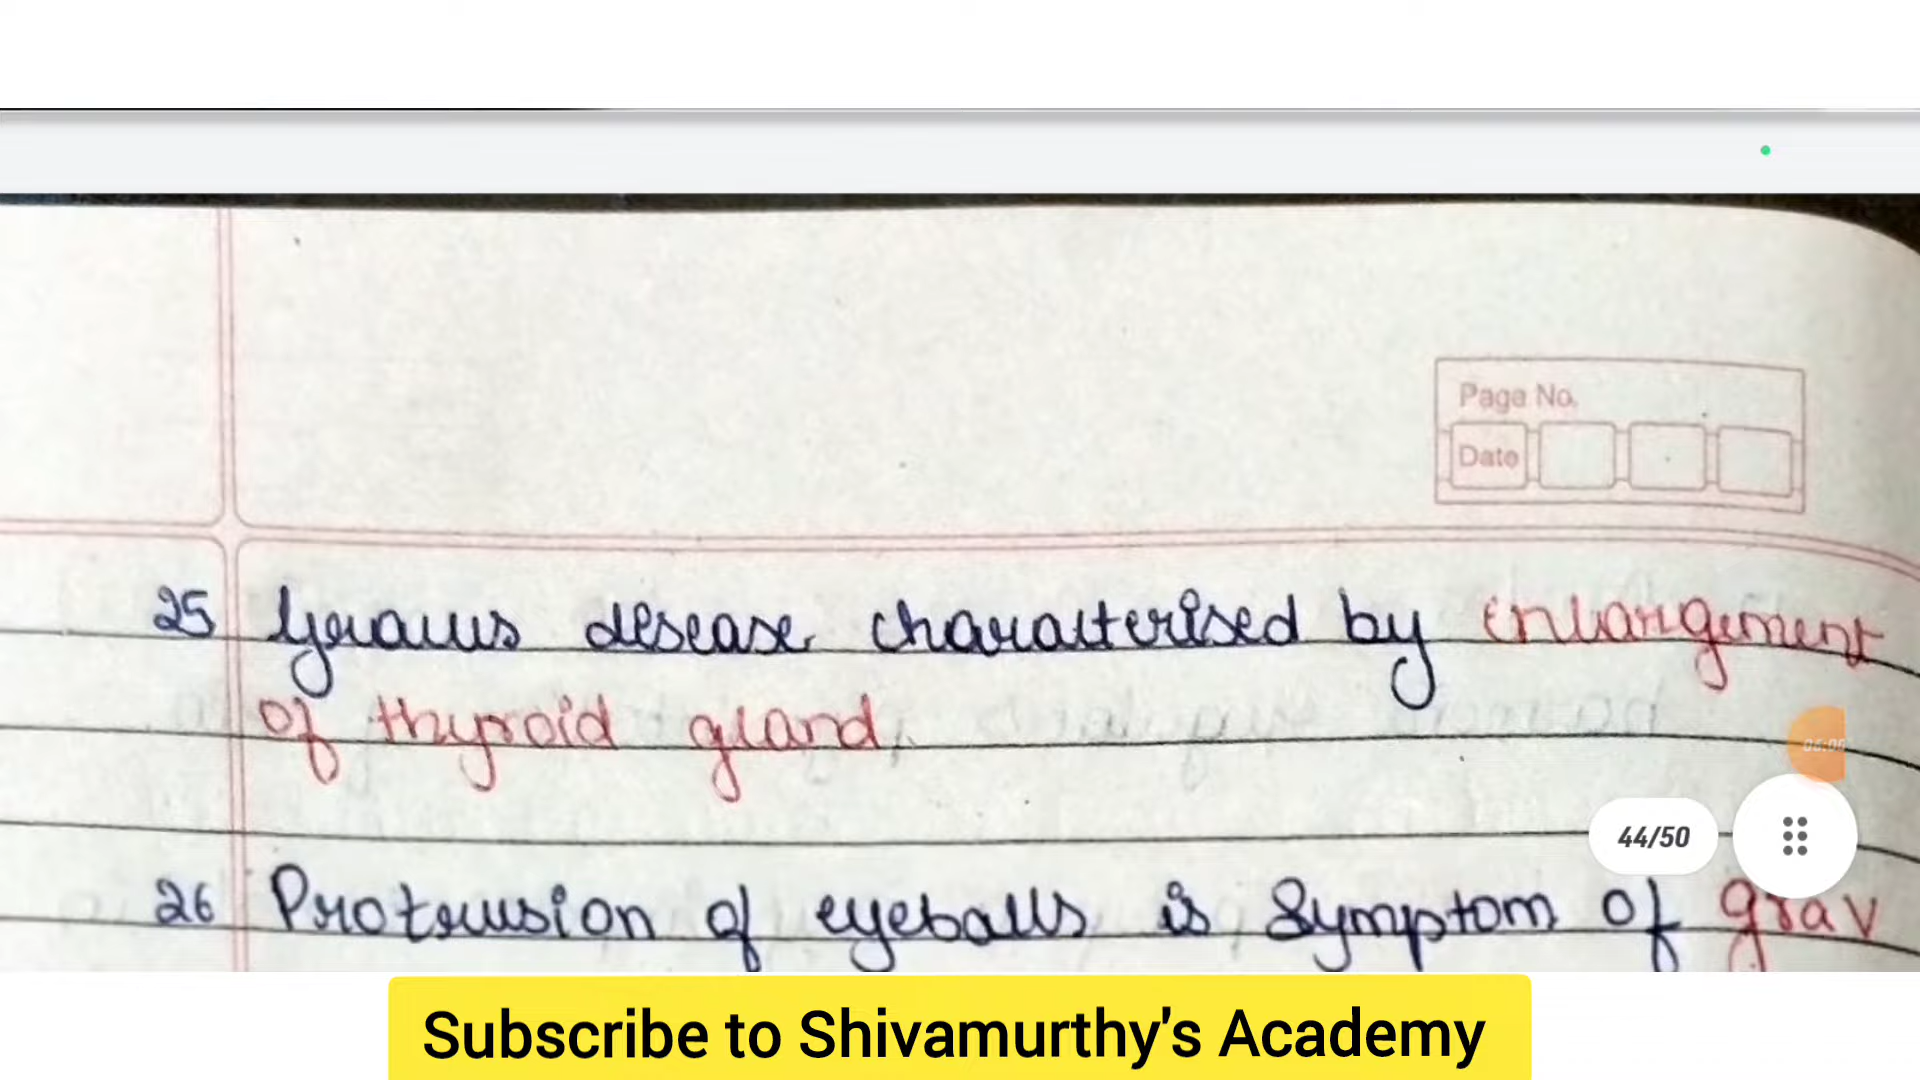 Page No.
Date
25 Graves desease characterised by enlargement
of thyroid gland,
44/50
26 Protrusion of eyeballs is Symptom of grav
Subscribe to Shivamurthy's Academy